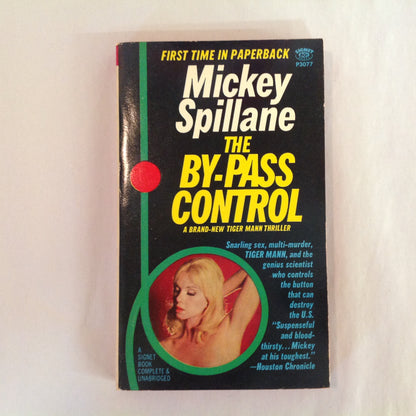 FIRST TIME IN PAPERBACK
SIGNET
P3077
Mickey
Spillane
THE
BY-PASS
CONTROL
A BRAND-NEW TIGER MANN THRILLER
Snarling sex, multi-murder,
TIGER MANN, and the
genius scientist
who controls
the button
that can
destroy
the U.S.
"Suspenseful
and blood-
thirsty...Mickey
at his toughest."
—Houston Chronicle
A
SIGNET
BOOK
COMPLETE &
UNABRIDGED